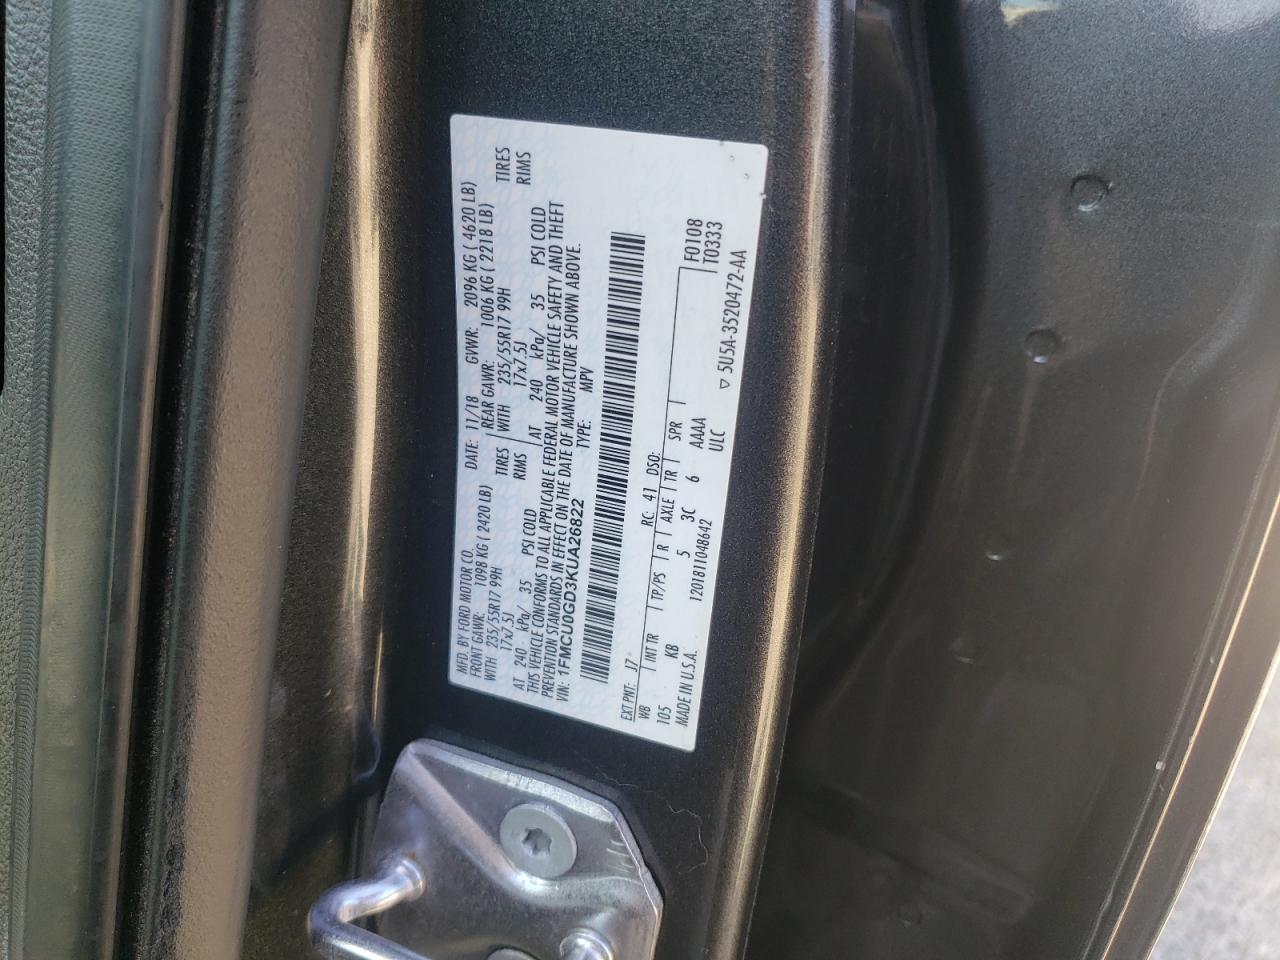 MFD. BY FORD MOTOR CO.
DATE: 11/18 GVWR: 2096 KG ( 4620 LB)
FRONT GAWR: 1098 KG ( 2420 LB) REAR GAWR: 1006 KG ( 2218 LB)
WITH 235/55R17 99H TIRES WITH 235/55R17 99H TIRES
17x7.5J RIMS 17x7.5J RIMS
AT 240 kPa/ 35 PSI COLD AT 240 kPa/ 35 PSI COLD
THIS VEHICLE CONFORMS TO ALL APPLICABLE FEDERAL MOTOR VEHICLE SAFETY AND THEFT
PREVENTION STANDARDS IN EFFECT ON THE DATE OF MANUFACTURE SHOWN ABOVE.
VIN: 1FMCU0GD3KUA26822 TYPE: MPV
EXT PNT: J7 RC: 41 DSO: F0108
T0333
WB INT TR TP/PS R AXLE TR SPR
105 KB 5 3C 6 AAAA
MADE IN U.S.A. 1201811048642 ULC ▽ 5U5A-3520472-AA